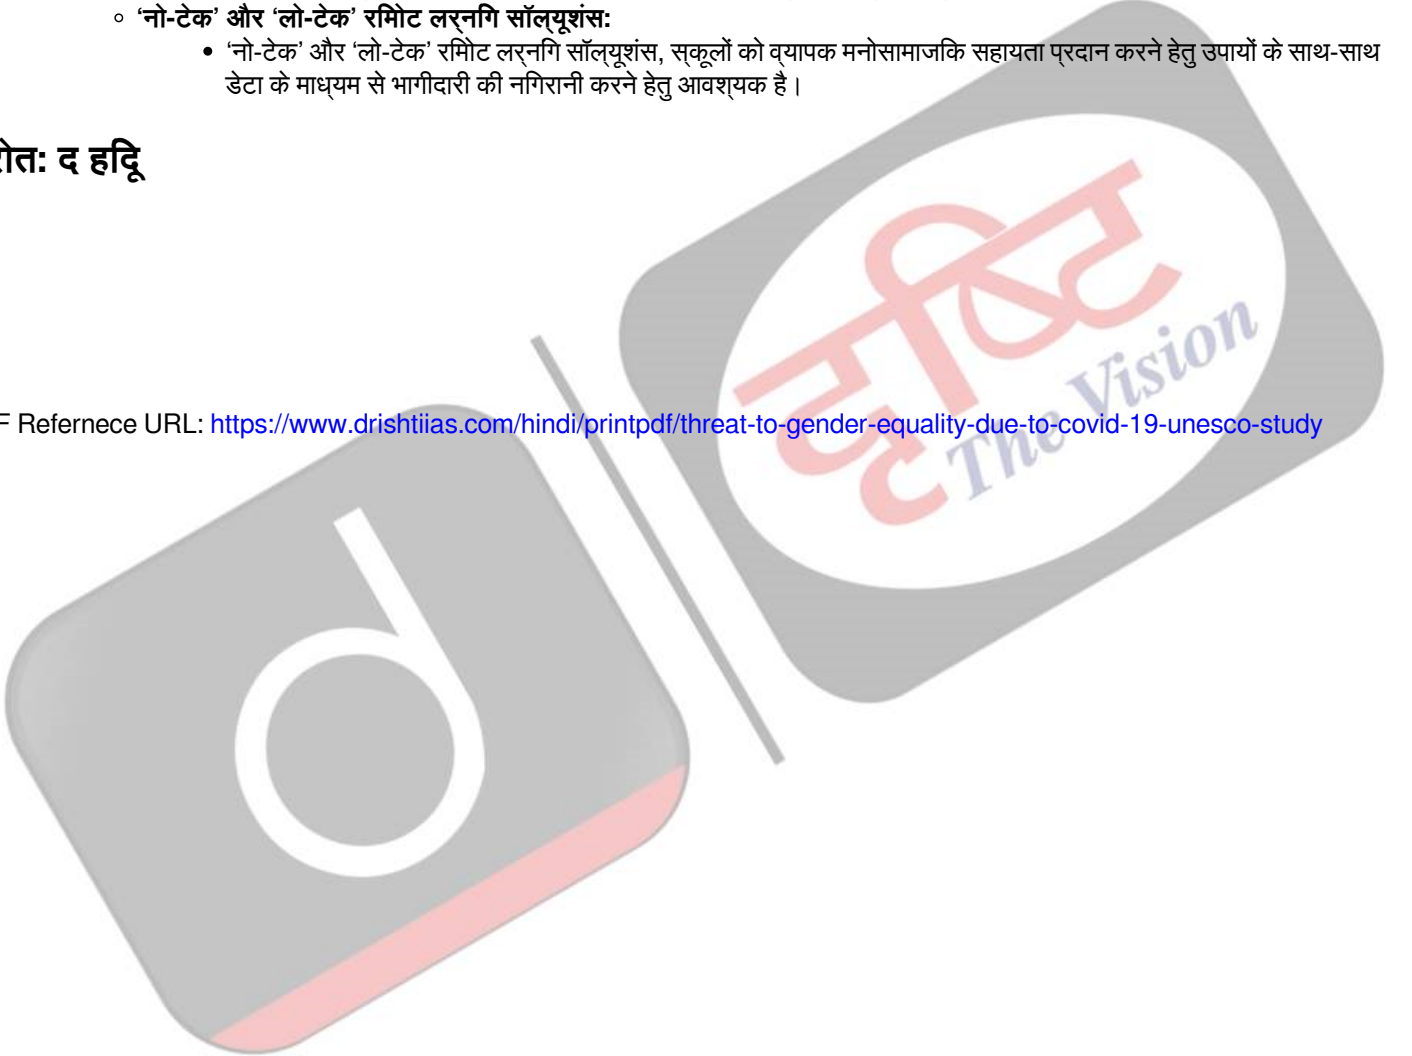 ‘नो-टेक’ और ‘लो-टेक’ रिमोट लर्निंग सॉल्यूशंस:
‘नो-टेक’ और ‘लो-टेक’ रिमोट लर्निंग सॉल्यूशंस, स्कूलों को व्यापक मनोसामाजिक सहायता प्रदान करने हेतु उपायों के साथ-साथ
डेटा के माध्यम से भागीदारी की निगरानी करने हेतु आवश्यक है।
रोत: द हिंदू
दृष्टि
The Vision
F Refernece URL: https://www.drishtiias.com/hindi/printpdf/threat-to-gender-equality-due-to-covid-19-unesco-study
d